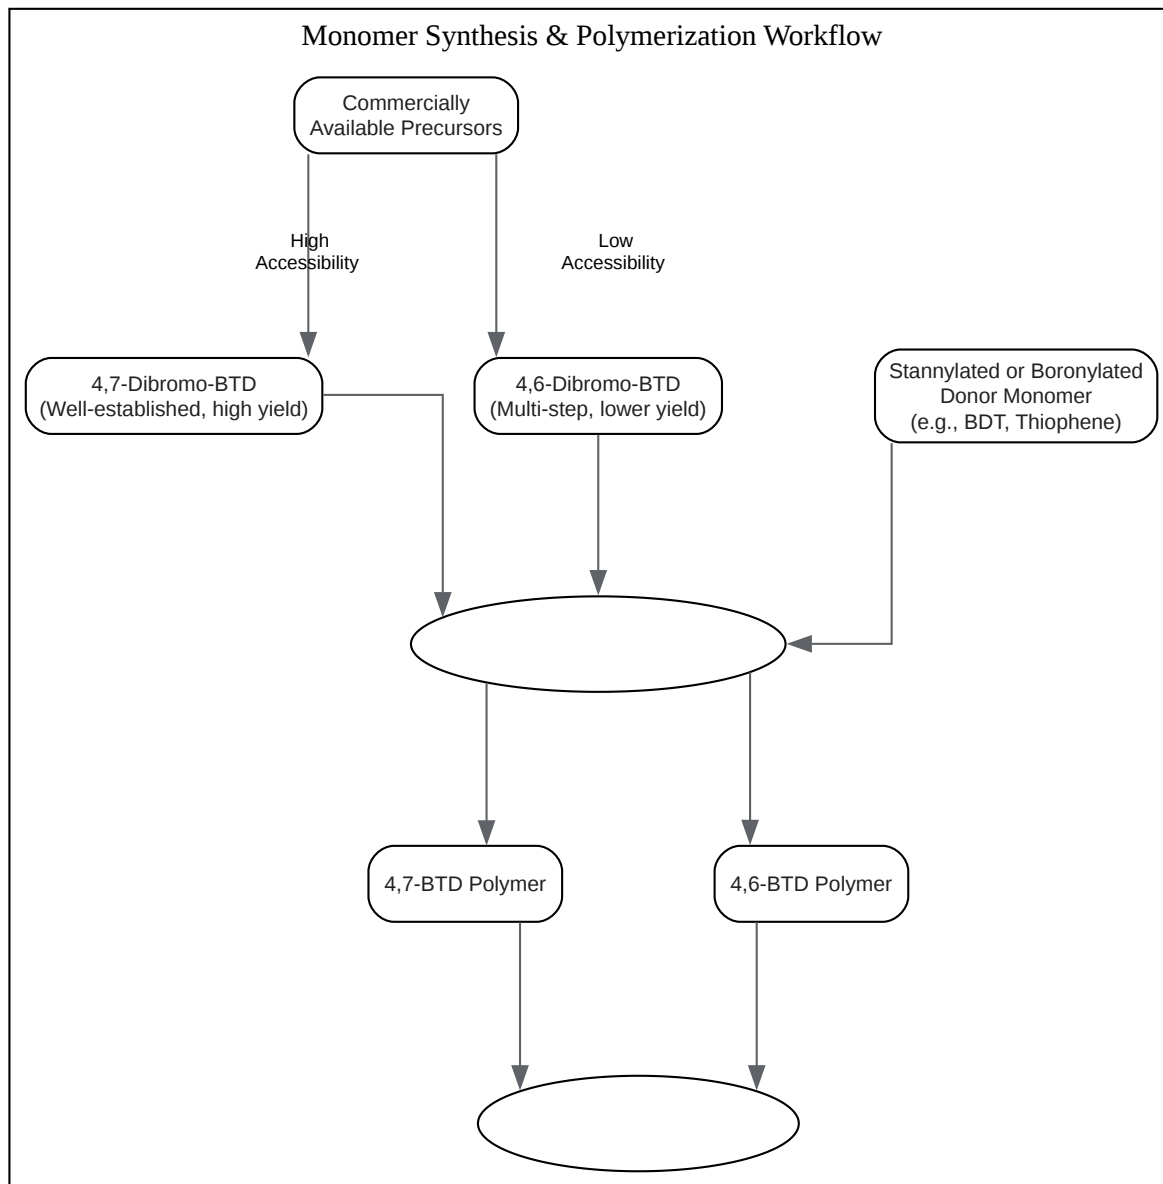 Monomer Synthesis & Polymerization Workflow
Commercially
Available Precursors
High
Accessibility
Low
Accessibility
4,7-Dibromo-BTD
(Well-established, high yield)
4,6-Dibromo-BTD
(Multi-step, lower yield)
Stannylated or Boronylated
Donor Monomer
(e.g., BDT, Thiophene)
4,7-BTD Polymer
4,6-BTD Polymer